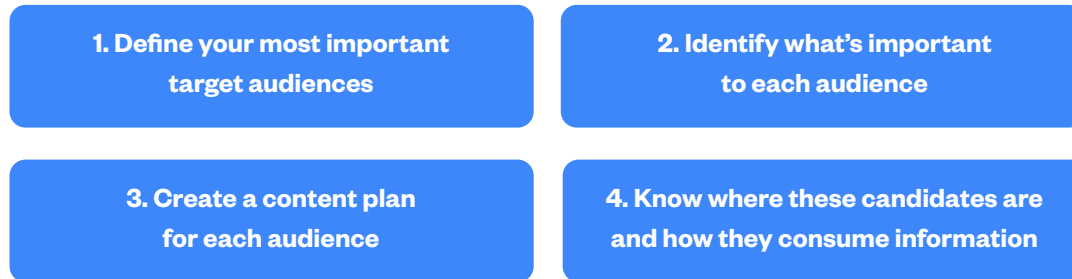 1. Define your most important
target audiences
2. Identify what’s important
to each audience
3. Create a content plan
for each audience
4. Know where these candidates are
and how they consume information